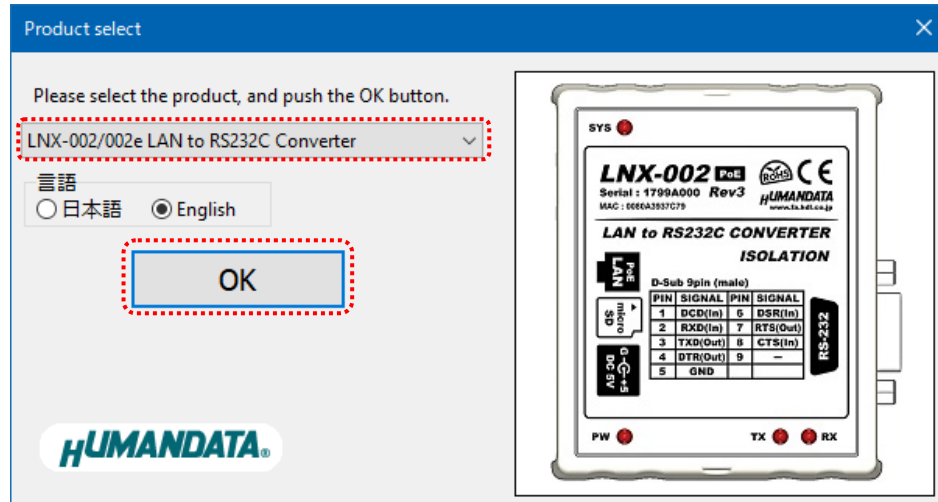 Product select
Please select the product, and push the OK button.
LNX-002/002e LAN to RS232C Converter
言語
日本語 English
OK
HUMANDATA®
SYS
LNX-002 PoE RoHS CE
Serial : 1799A000 Rev3 HUMANDATA
MAC : 0080A3937C79 www.fa.hdl.co.jp
LAN to RS232C CONVERTER
ISOLATION
PoE
LAN
D-Sub 9pin (male)
PIN SIGNAL PIN SIGNAL
1 DCD(In) 6 DSR(In)
2 RXD(In) 7 RTS(Out)
3 TXD(Out) 8 CTS(In)
4 DTR(Out) 9 –
5 GND
micro
SD
G +5
DC 5V
RS-232
PW TX RX